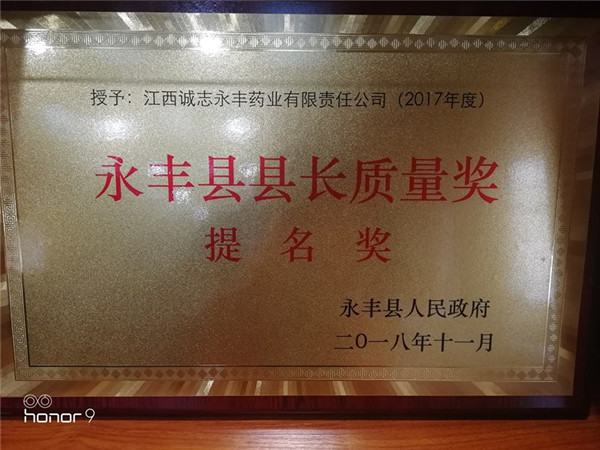 授予：江西诚志永丰药业有限责任公司（2017年度）
永丰县县长质量奖
提名奖
永丰县人民政府
二〇一八年十一月
honor 9